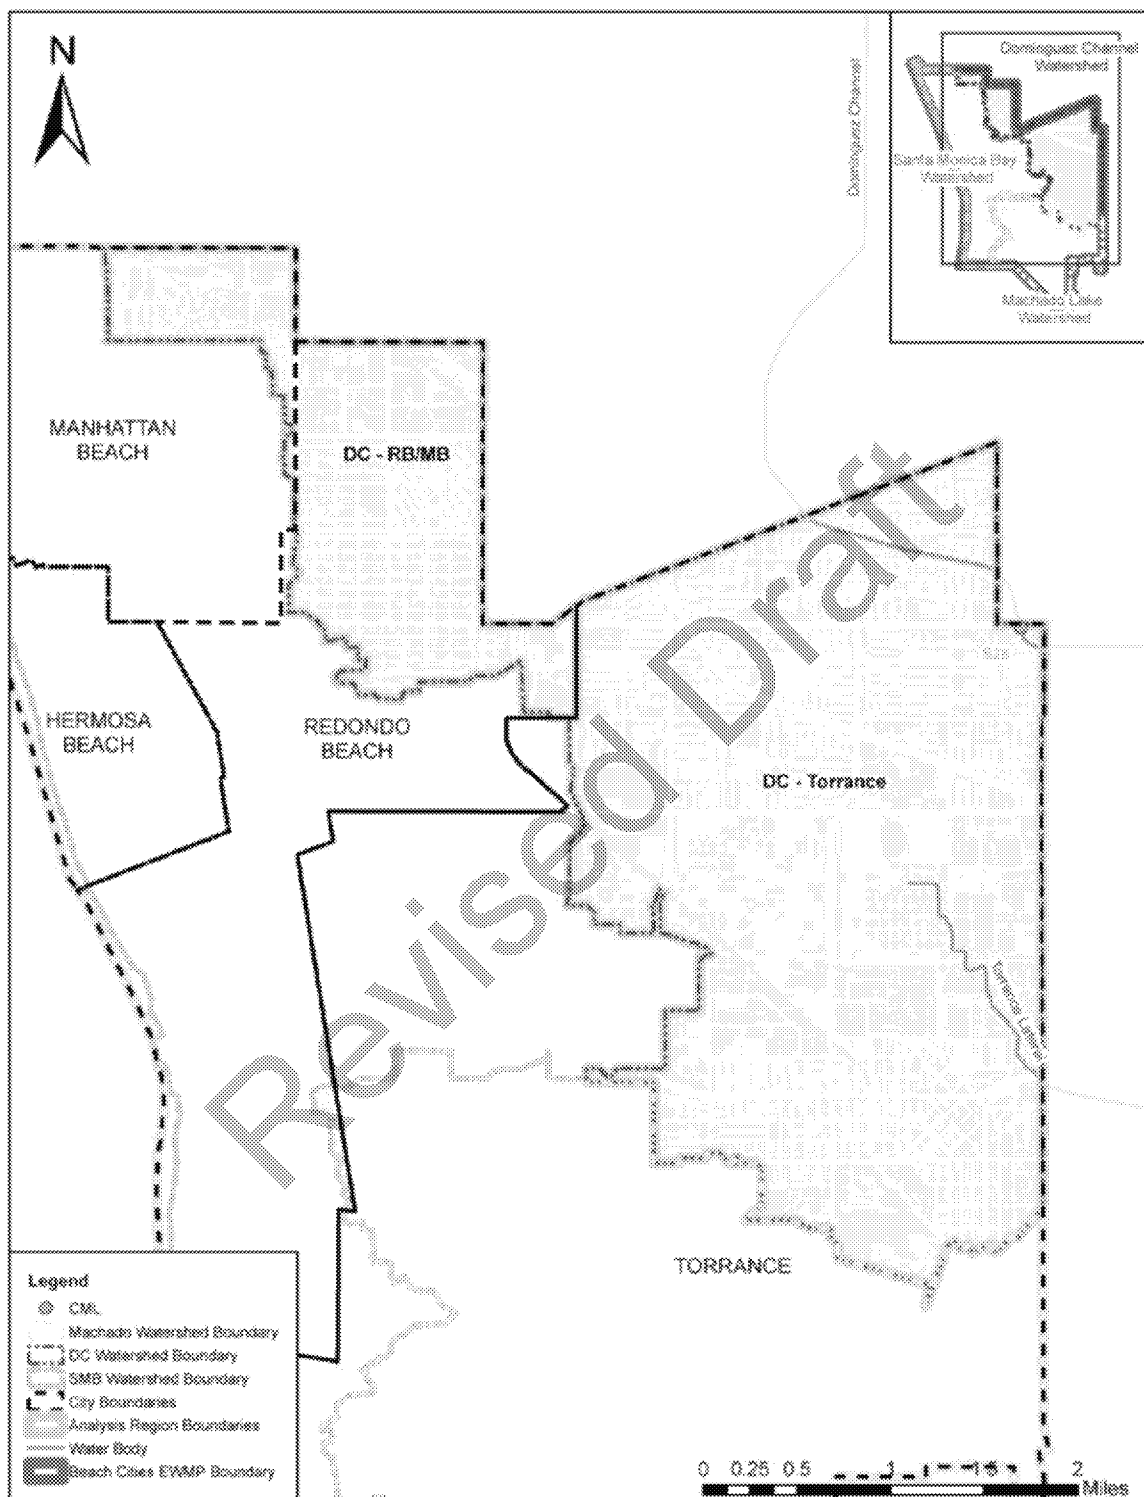 N
Dominguez Channel
Dominguez Channel
Watershed
Santa Monica Bay
Watershed
Machado Lake
Watershed
MANHATTAN
BEACH
DC - RB/MB
HERMOSA
BEACH
REDONDO
BEACH
DC - Torrance
Revised Draft
TORRANCE
Legend
CML
Machado Watershed Boundary
DC Watershed Boundary
SMB Watershed Boundary
City Boundaries
Analysis Region Boundaries
Water Body
Beach Cities EWMP Boundary
0 0.25 0.5 1 1.5 2
Miles